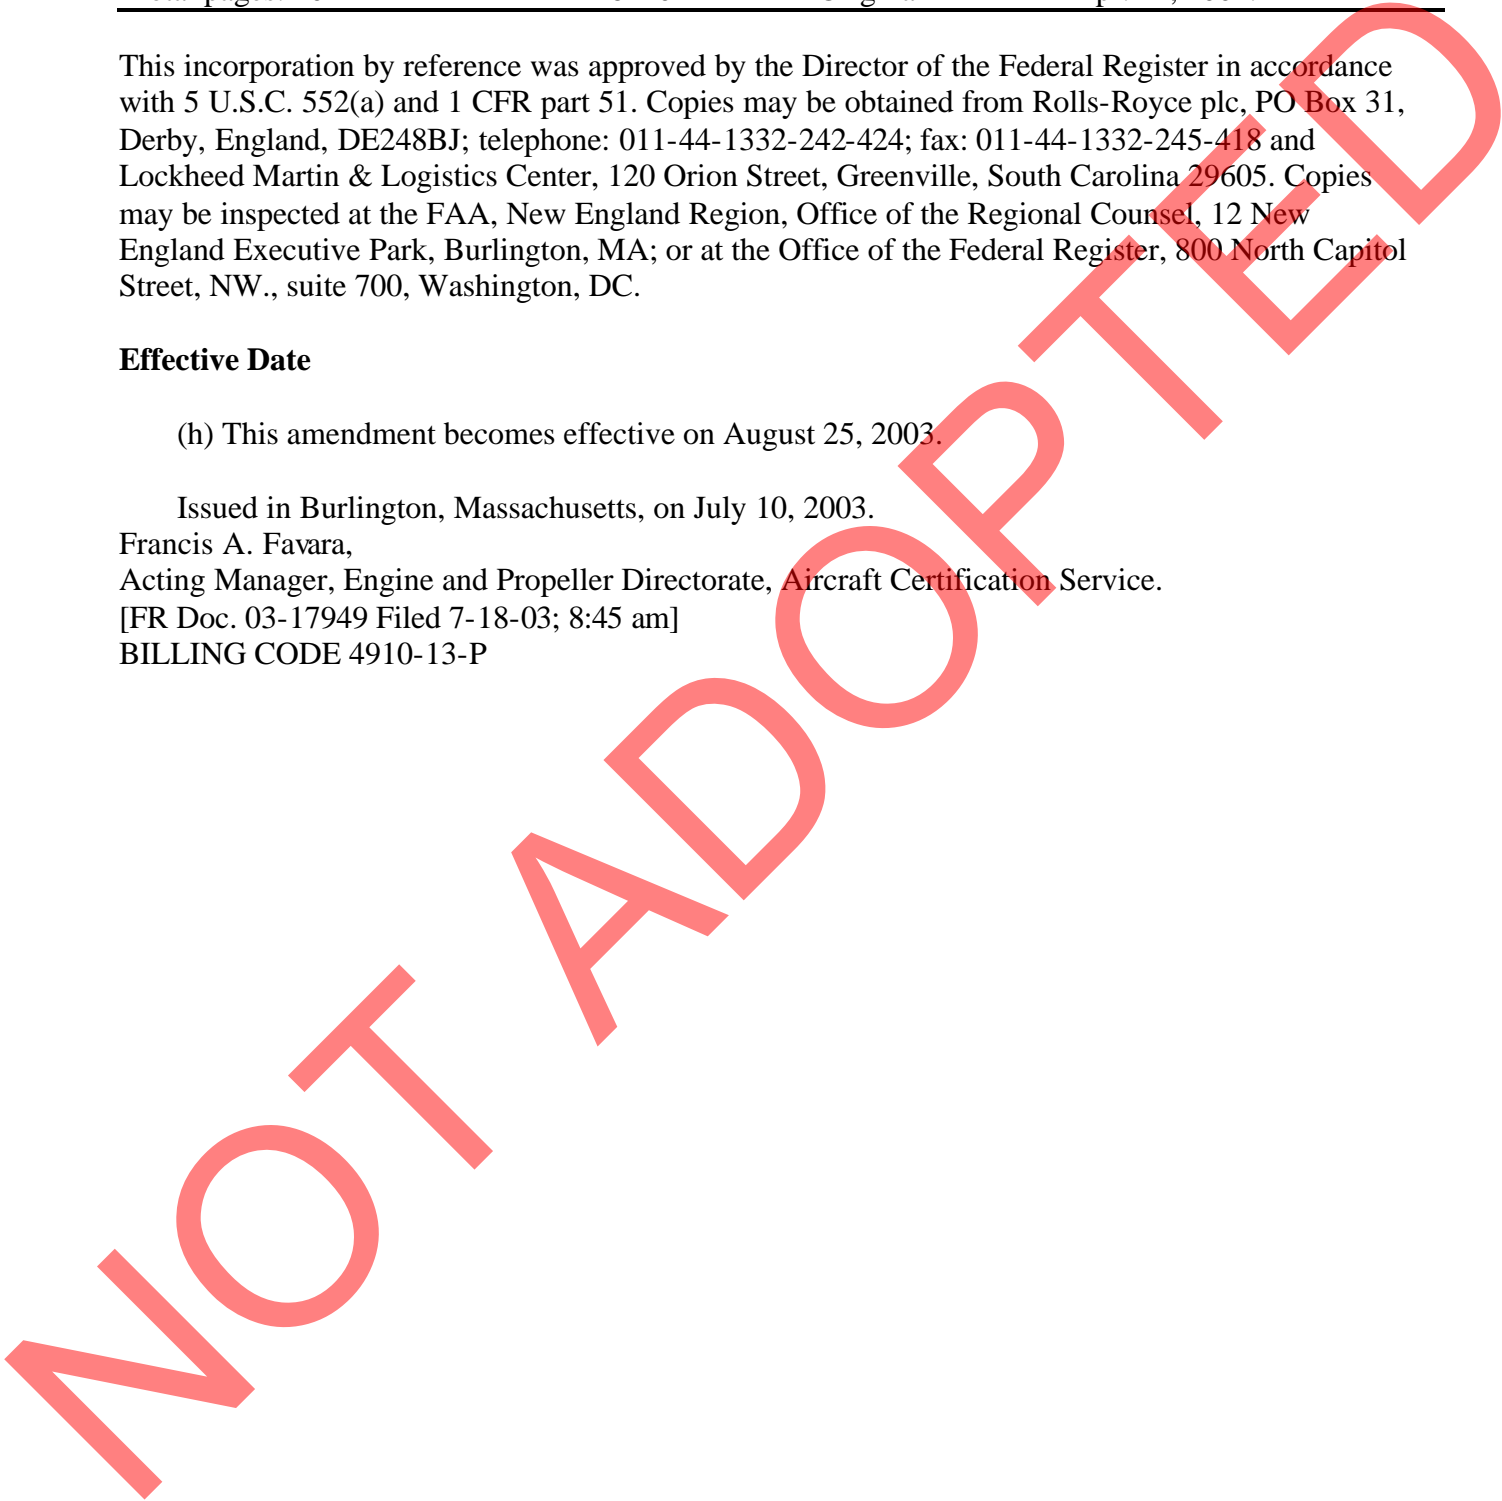 This incorporation by reference was approved by the Director of the Federal Register in accordance
with 5 U.S.C. 552(a) and 1 CFR part 51. Copies may be obtained from Rolls-Royce plc, PO Box 31,
Derby, England, DE248BJ; telephone: 011-44-1332-242-424; fax: 011-44-1332-245-418 and
Lockheed Martin & Logistics Center, 120 Orion Street, Greenville, South Carolina 29605. Copies
may be inspected at the FAA, New England Region, Office of the Regional Counsel, 12 New
England Executive Park, Burlington, MA; or at the Office of the Federal Register, 800 North Capitol
Street, NW., suite 700, Washington, DC.
Effective Date
(h) This amendment becomes effective on August 25, 2003.
Issued in Burlington, Massachusetts, on July 10, 2003.
Francis A. Favara,
Acting Manager, Engine and Propeller Directorate, Aircraft Certification Service.
[FR Doc. 03-17949 Filed 7-18-03; 8:45 am]
BILLING CODE 4910-13-P
NOT ADOPTED